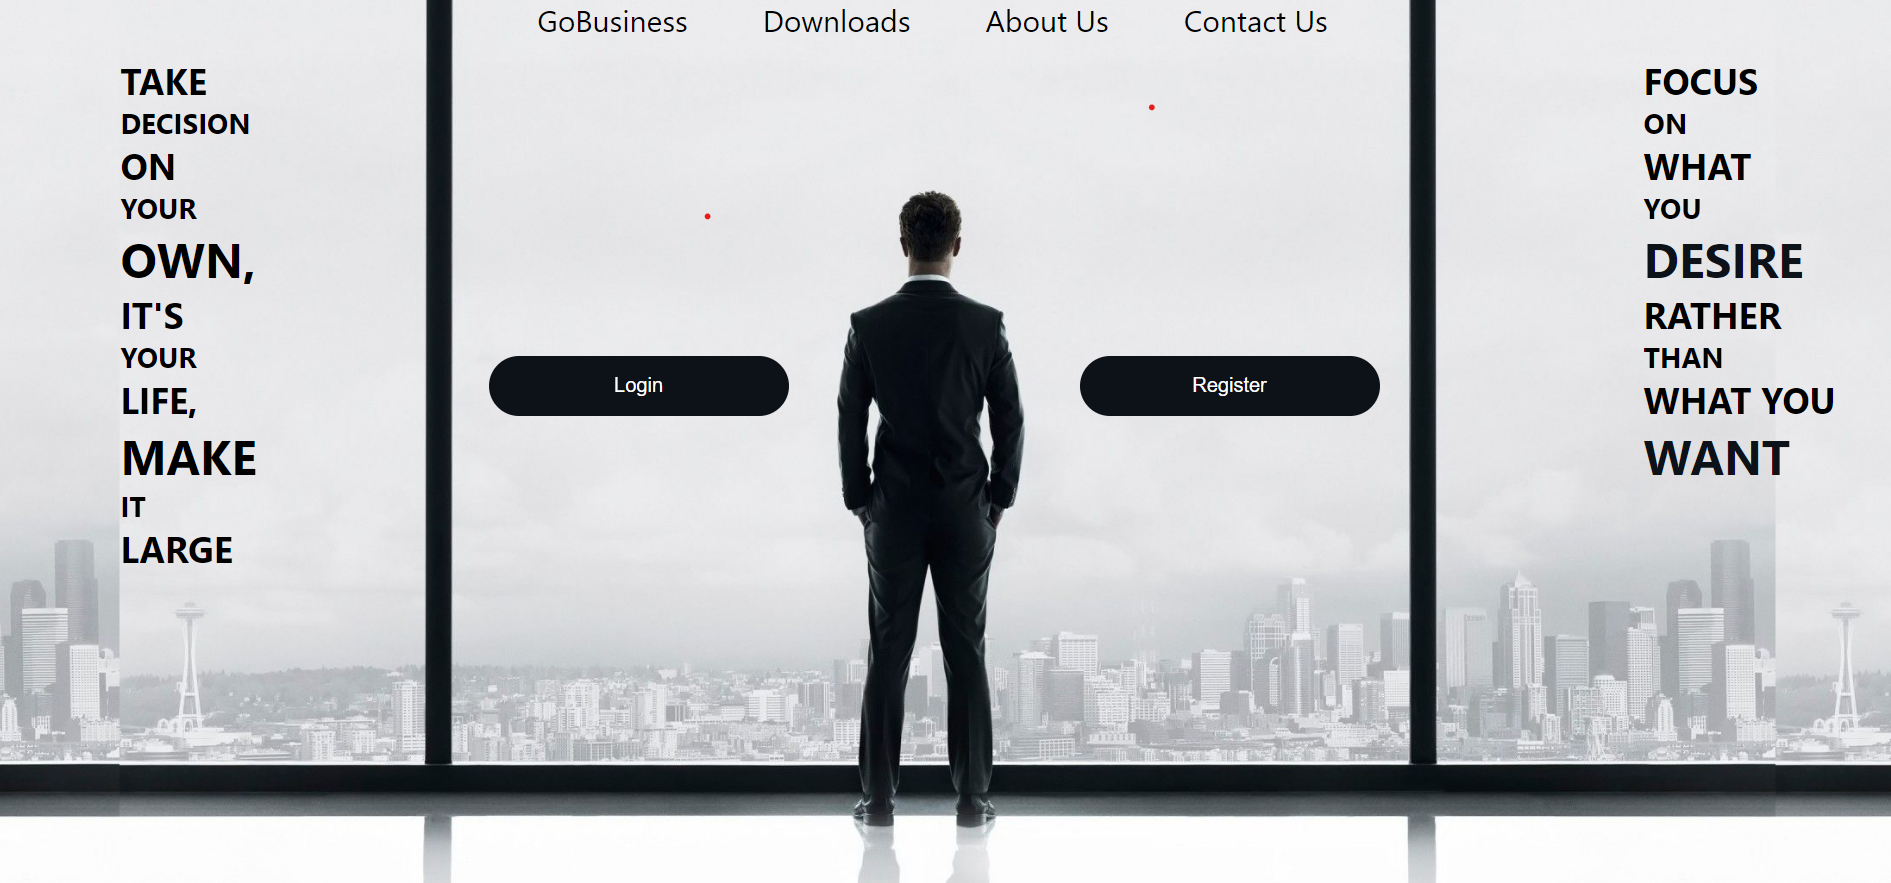 GoBusiness Downloads About Us Contact Us
TAKE
DECISION
ON
YOUR
OWN,
IT'S
YOUR
LIFE,
MAKE
IT
LARGE
Login
Register
FOCUS
ON
WHAT
YOU
DESIRE
RATHER
THAN
WHAT YOU
WANT